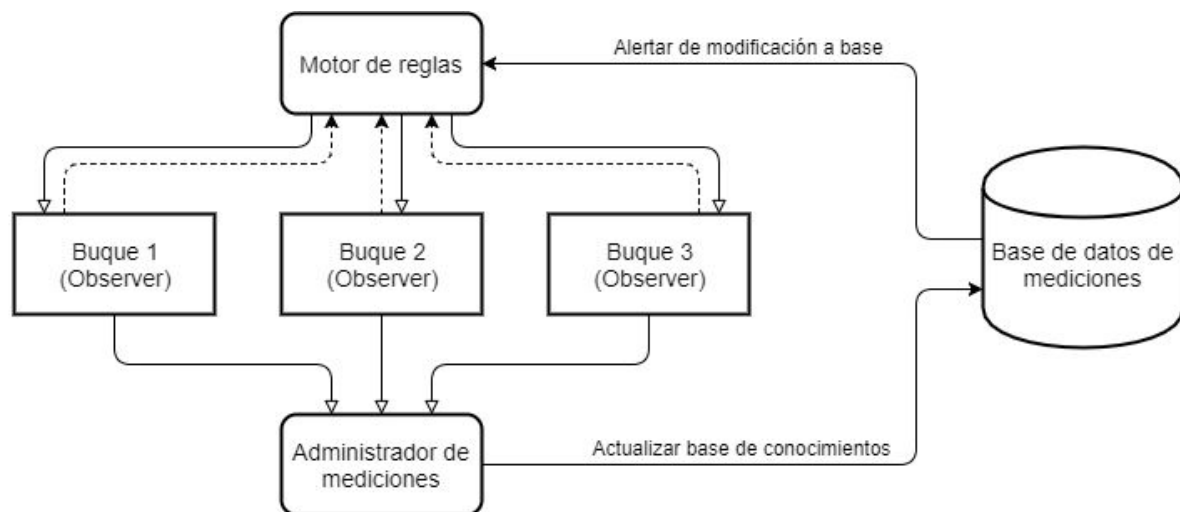 Motor de reglas
Alertar de modificación a base
Buque 1
(Observer)
Buque 2
(Observer)
Buque 3
(Observer)
Base de datos de
mediciones
Administrador de
mediciones
Actualizar base de conocimientos